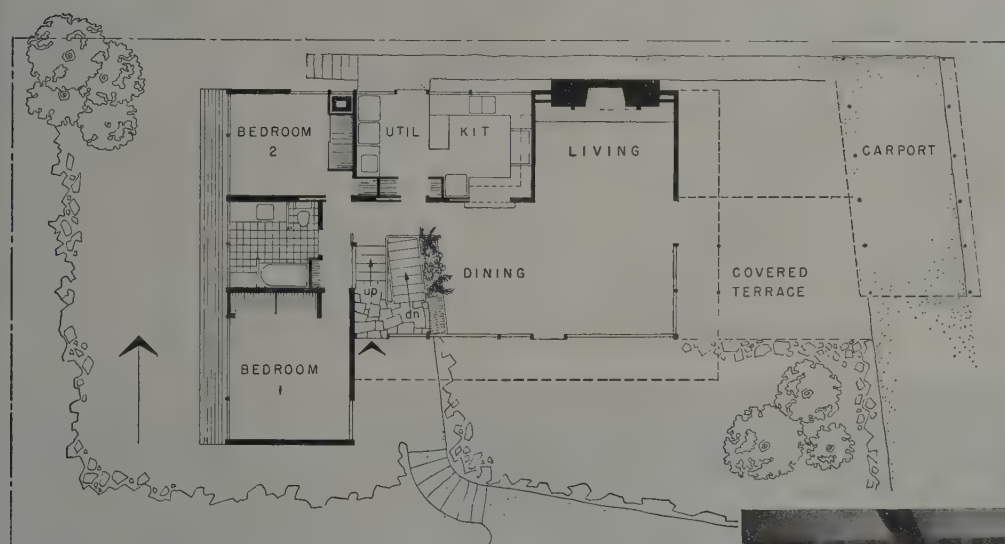 BEDROOM
2
UTIL
KIT
LIVING
CARPORT
up
dn
DINING
COVERED
TERRACE
BEDROOM
1